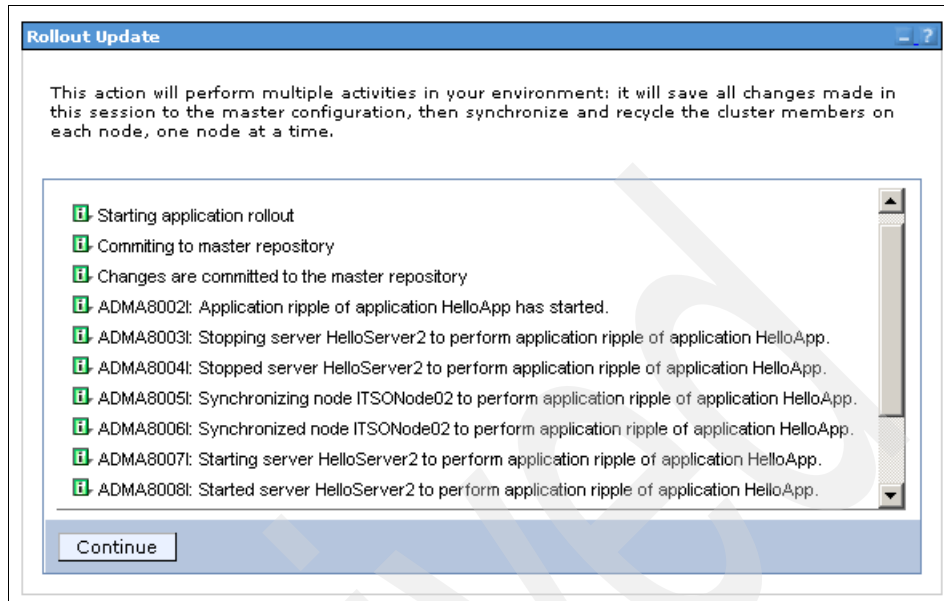 Rollout Update
This action will perform multiple activities in your environment: it will save all changes made in
this session to the master configuration, then synchronize and recycle the cluster members on
each node, one node at a time.
Starting application rollout
Commiting to master repository
Changes are committed to the master repository
ADMA8002I: Application ripple of application HelloApp has started.
ADMA8003I: Stopping server HelloServer2 to perform application ripple of application HelloApp.
ADMA8004I: Stopped server HelloServer2 to perform application ripple of application HelloApp.
ADMA8005I: Synchronizing node ITSONode02 to perform application ripple of application HelloApp.
ADMA8006I: Synchronized node ITSONode02 to perform application ripple of application HelloApp.
ADMA8007I: Starting server HelloServer2 to perform application ripple of application HelloApp.
ADMA8008I: Started server HelloServer2 to perform application ripple of application HelloApp.
Continue